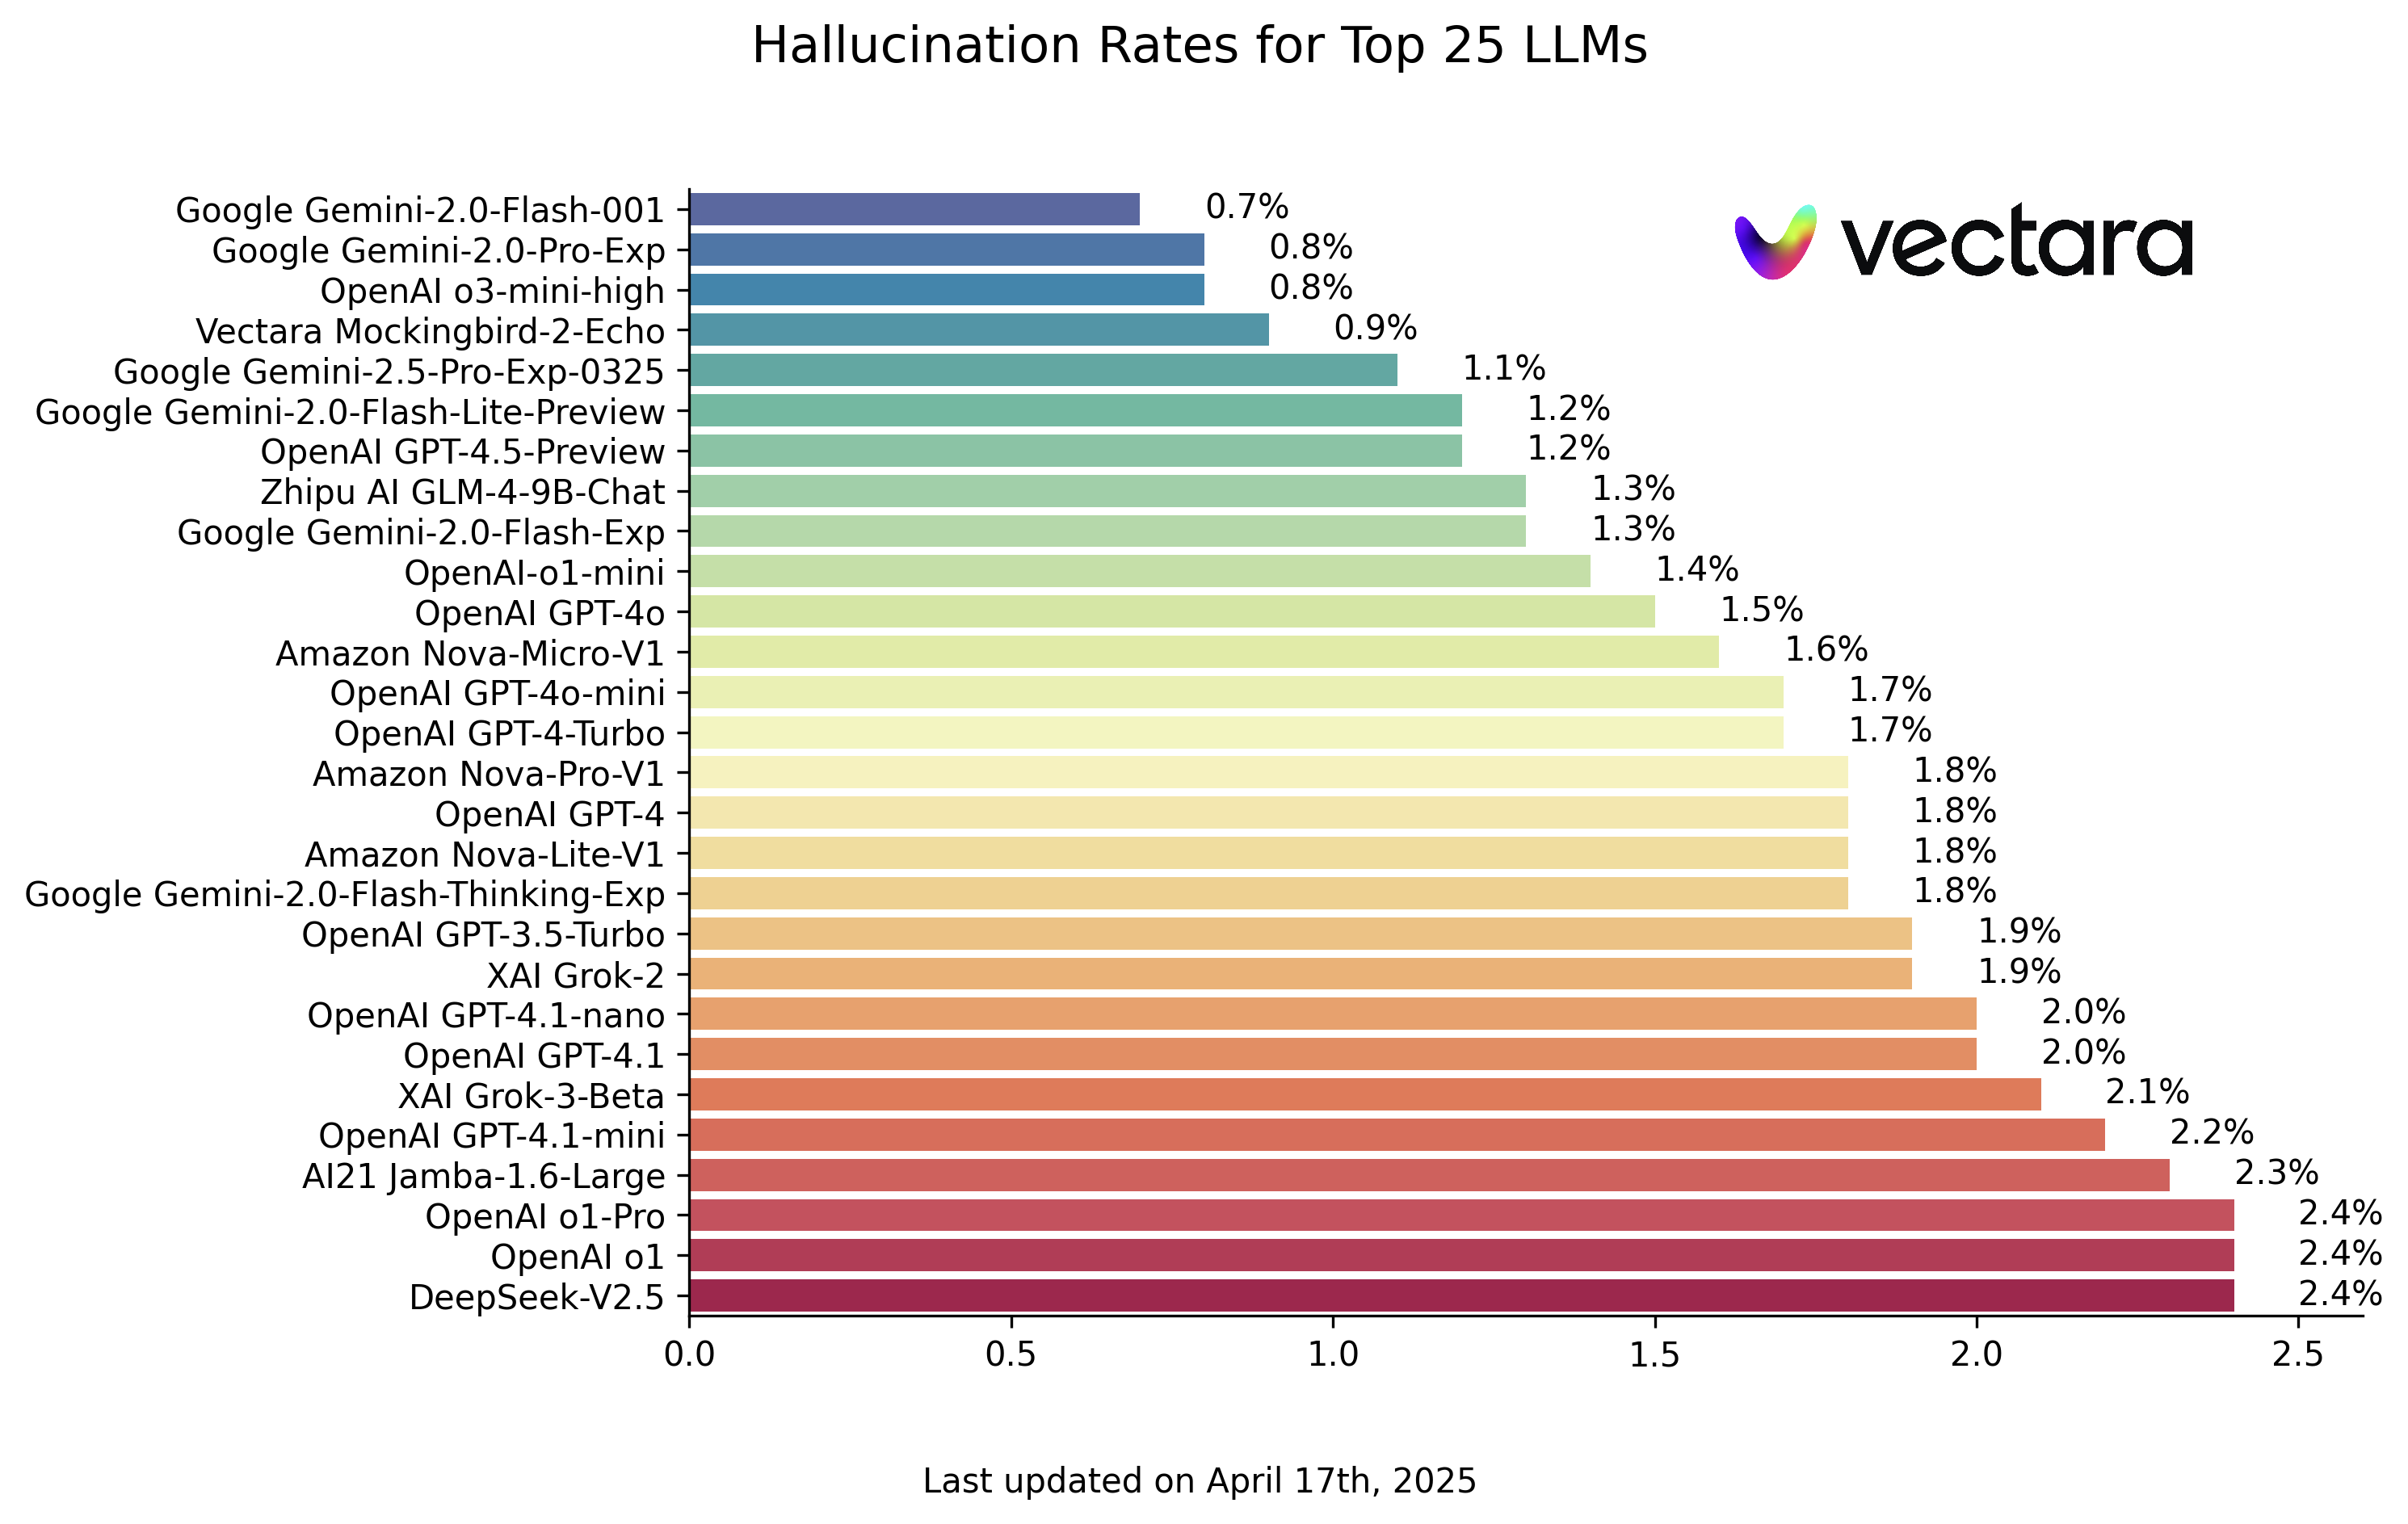 Hallucination Rates for Top 25 LLMs
vectara
Google Gemini-2.0-Flash-001 0.7%
Google Gemini-2.0-Pro-Exp 0.8%
OpenAI o3-mini-high 0.8%
Vectara Mockingbird-2-Echo 0.9%
Google Gemini-2.5-Pro-Exp-0325 1.1%
Google Gemini-2.0-Flash-Lite-Preview 1.2%
OpenAI GPT-4.5-Preview 1.2%
Zhipu AI GLM-4-9B-Chat 1.3%
Google Gemini-2.0-Flash-Exp 1.3%
OpenAI-o1-mini 1.4%
OpenAI GPT-4o 1.5%
Amazon Nova-Micro-V1 1.6%
OpenAI GPT-4o-mini 1.7%
OpenAI GPT-4-Turbo 1.7%
Amazon Nova-Pro-V1 1.8%
OpenAI GPT-4 1.8%
Amazon Nova-Lite-V1 1.8%
Google Gemini-2.0-Flash-Thinking-Exp 1.8%
OpenAI GPT-3.5-Turbo 1.9%
XAI Grok-2 1.9%
OpenAI GPT-4.1-nano 2.0%
OpenAI GPT-4.1 2.0%
XAI Grok-3-Beta 2.1%
OpenAI GPT-4.1-mini 2.2%
AI21 Jamba-1.6-Large 2.3%
OpenAI o1-Pro 2.4%
OpenAI o1 2.4%
DeepSeek-V2.5 2.4%
0.0 0.5 1.0 1.5 2.0 2.5
Last updated on April 17th, 2025